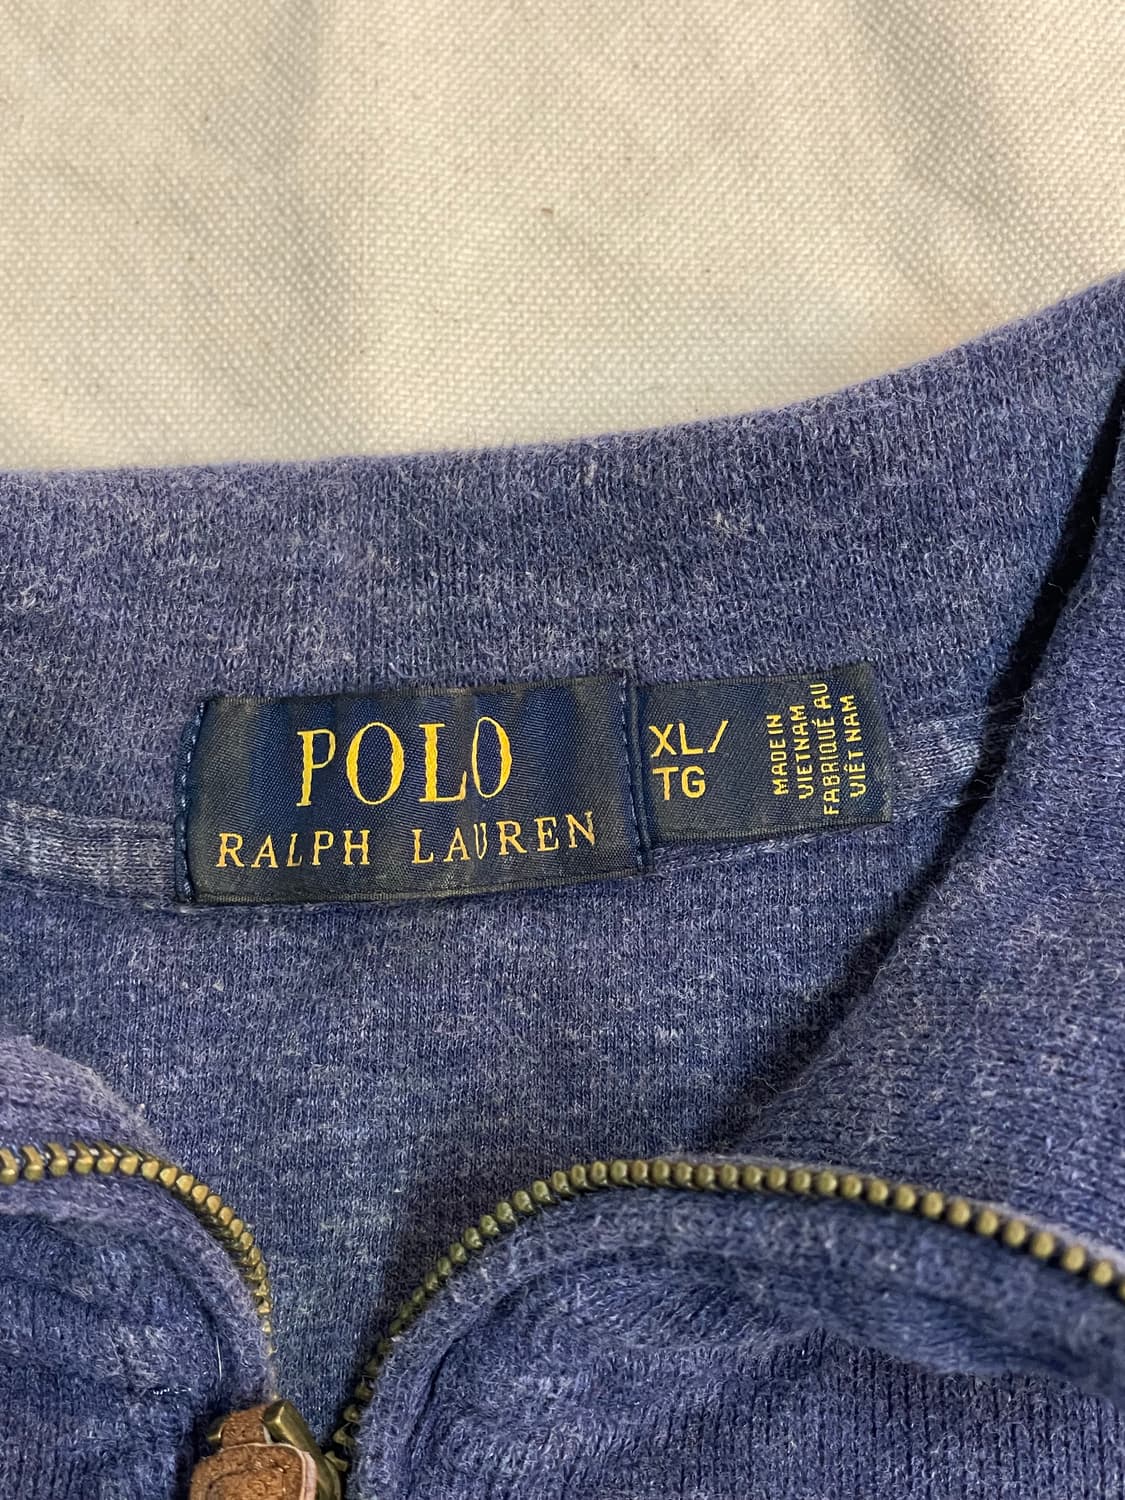 POLO
RALPH LAUREN
XL/
TG
MADE IN
VIETNAM
FABRIQUÉ AU
VIÊT NAM